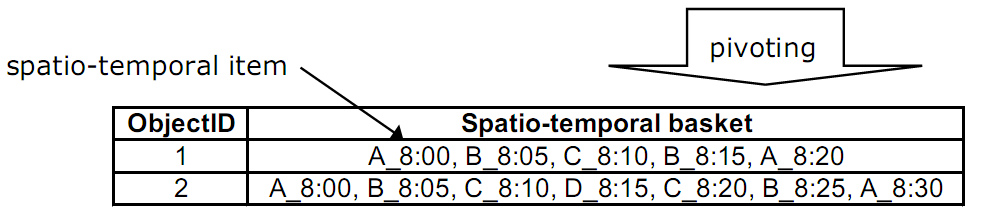 pivoting
spatio-temporal item
ObjectID Spatio-temporal basket
1 A_8:00, B_8:05, C_8:10, B_8:15, A_8:20
2 A_8:00, B_8:05, C_8:10, D_8:15, C_8:20, B_8:25, A_8:30